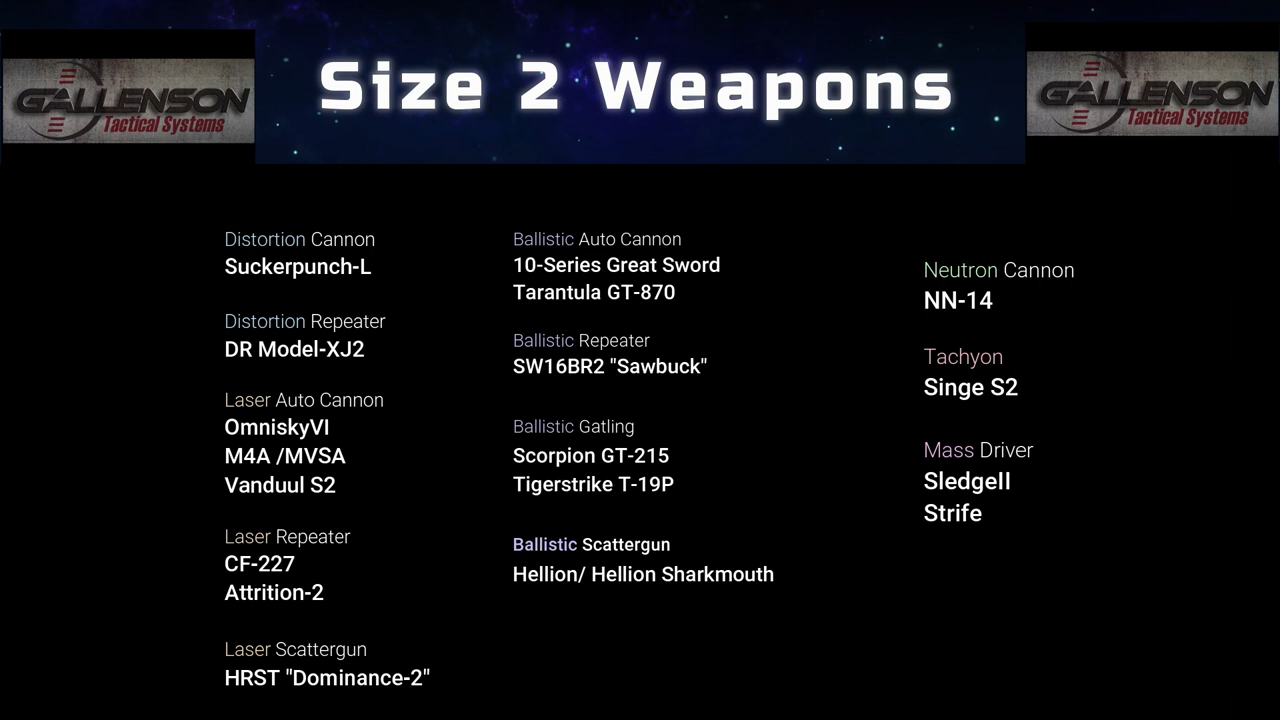 GALLENSON
Tactical Systems
Size 2 Weapons
GALLENSON
Tactical Systems
Distortion Cannon
Suckerpunch-L
Distortion Repeater
DR Model-XJ2
Laser Auto Cannon
OmniskyVI
M4A /MVSA
Vanduul S2
Laser Repeater
CF-227
Attrition-2
Laser Scattergun
HRST "Dominance-2"
Ballistic Auto Cannon
10-Series Great Sword
Tarantula GT-870
Ballistic Repeater
SW16BR2 "Sawbuck"
Ballistic Gatling
Scorpion GT-215
Tigerstrike T-19P
Ballistic Scattergun
Hellion/ Hellion Sharkmouth
Neutron Cannon
NN-14
Tachyon
Singe S2
Mass Driver
SledgeII
Strife